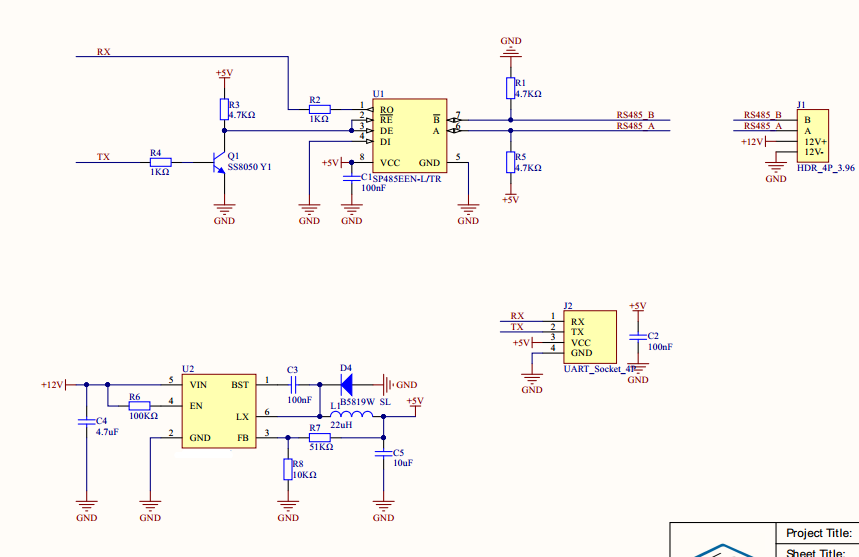 RX
+5V
R3
4.7KΩ
R2
1KΩ
U1
1
2
3
4
8
RO
RE
DE
DI
VCC
B
A
GND
7
6
5
SP485EEN-L/TR
TX
R4
1KΩ
Q1
SS8050 Y1
+5V
C1
100nF
GND
GND
GND
GND
GND
R1
4.7KΩ
RS485_B
RS485_A
R5
4.7KΩ
+5V
J1
RS485_B
RS485_A
+12V
B
A
12V+
12V-
GND
HDR_4P_3.96
J2
RX
TX
+5V
1
2
3
4
RX
TX
VCC
GND
GND
UART_Socket_4P
+5V
C2
100nF
GND
U2
+12V
5
4
2
VIN
EN
GND
BST
LX
FB
1
6
3
R6
100KΩ
C4
4.7uF
C3
100nF
D4
B5819W SL
GND
L1
22uH
+5V
R7
51KΩ
R8
10KΩ
C5
10uF
GND
GND
GND
GND
Project Title:
Sheet Title: